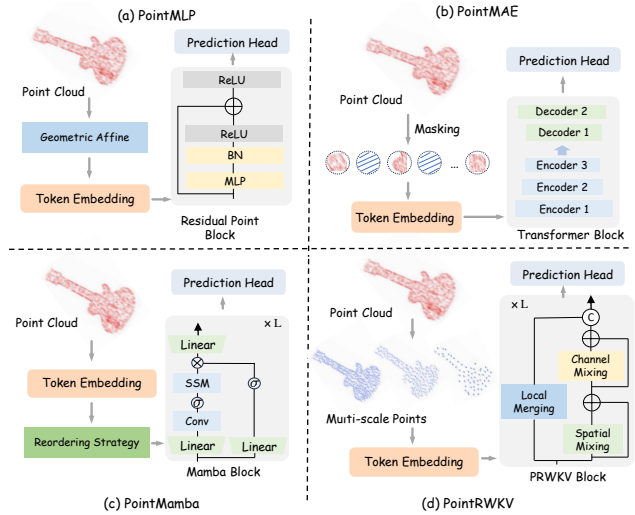 (a) PointMLP
Point Cloud
Geometric Affine
Token Embedding
Prediction Head
ReLU
ReLU
BN
MLP
Residual Point
Block
(b) PointMAE
Point Cloud
Masking
...
Token Embedding
Prediction Head
Decoder 2
Decoder 1
Encoder 3
Encoder 2
Encoder 1
Transformer Block
Point Cloud
Token Embedding
Reordering Strategy
Prediction Head
× L
Linear
SSM
σ
σ
Conv
Linear
Linear
Mamba Block
(c) PointMamba
Point Cloud
Muiti-scale Points
Token Embedding
Prediction Head
× L
C
Channel
Mixing
Local
Merging
Spatial
Mixing
PRWKV Block
(d) PointRWKV